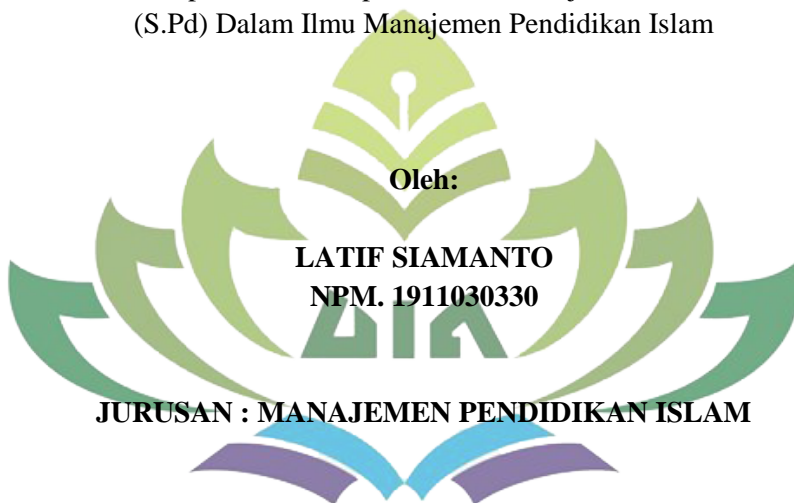 (S.Pd) Dalam Ilmu Manajemen Pendidikan Islam
Oleh:
LATIF SIAMANTO
NPM. 1911030330
JURUSAN : MANAJEMEN PENDIDIKAN ISLAM